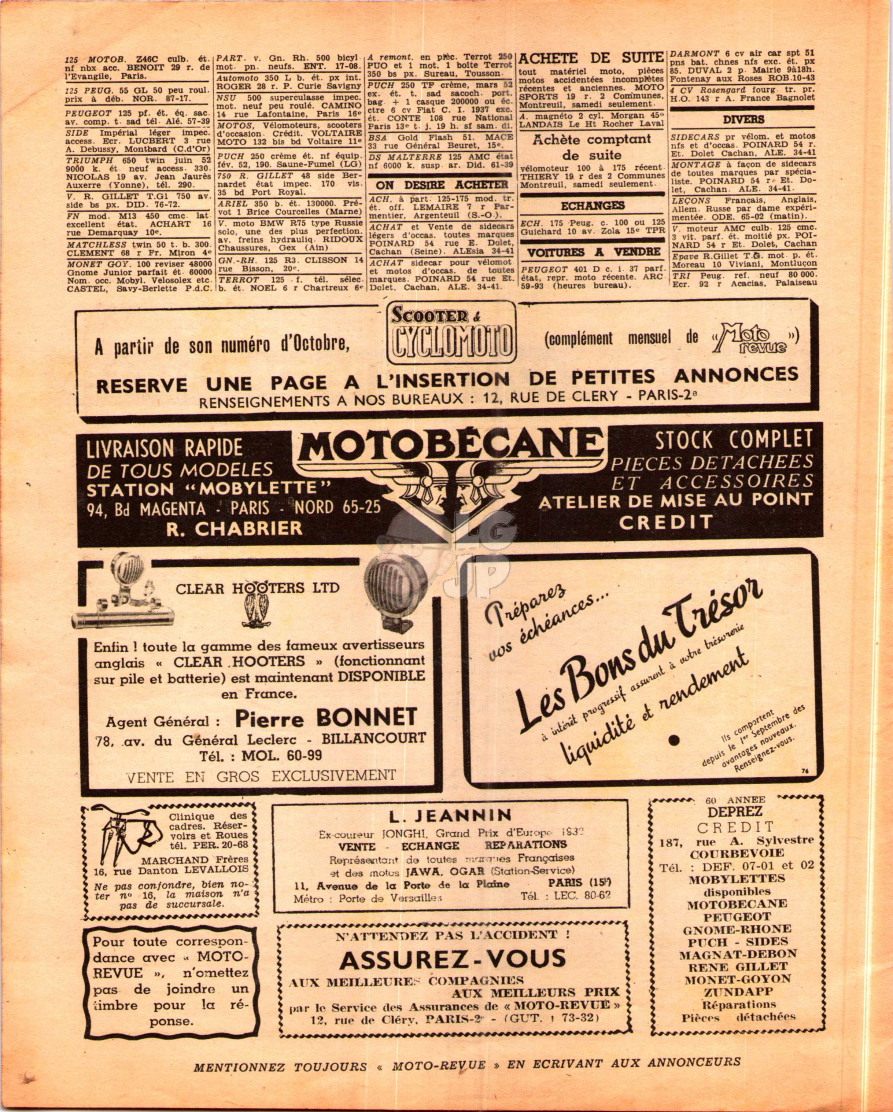 125 MOTOB. Z46C culb. ét.
nf nbx acc. BENOIT 29 r. de
l'Evangile, Paris.
125 PEUG. 55 GL 50 peu roul.
prix à déb. NOR. 87-17.
PEUGEOT 125 pf. ét. éq. sac.
av. comp. t. sad tél. Alé. 57-39
SIDE Impérial léger impec.
access. Ecr. LUCBERT 3 rue
A. Debussy, Montbard (C.d'Or)
TRIUMPH 650 twin juin 52
9000 k. ét. neuf access. 330.
NICOLAS 19 av. Jean Jaurès
Auxerre (Yonne), tél. 290.
V. R. GILLET T.G1 750 av.
side bs px. DID. 76-72.
FN mod. M13 450 cmc lat
excellent état. ACHART 16
rue Demarquay 10e.
MATCHLESS twin 50 t. b. 300.
CLEMENT 68 r Fr. Miron 4e
MONET GOY. 100 reviser 48000
Gnome Junior parfait ét 60000
Nom. occ. Mobyl. Velosolex etc
CASTEL, Savy-Berlette P.d.C.
PART. v. Gn. Rh. 500 bicyl.
mot. pn. neufs. ENT. 17-08.
Automoto 350 L b. ét. px int.
ROGER 28 r. P. Curie Savigny
NSU 500 superculasse impec.
mot. neuf peu roulé. CAMINO
14 rue Lafontaine, Paris 16e
MOTOS, Vélomoteurs, scooters
d'occasion Crédit. VOLTAIRE
MOTO 132 bis bd Voltaire 11e
PUCH 250 crème ét. nf équip.
fév. 52, 190. Saune-Fumel (LG)
750 R. GILLET 48 side Ber-
nardet état impec. 170 vis.
35 bd Port Royal.
ARIEL 350 b ét. 130000. Pré-
vot 1 Brice Courcelles (Marne)
V. moto BMW R75 type Russie
solo, une des plus perfection.
av. freins hydrauliq. RIDOUX
Chaussures, Gex (Ain)
GN.-RH. 125 R3. CLISSON 14
rue Bisson, 20e.
TERROT 125 f. tél. sélec.
b. ét. NOEL 6 r Chartreux 6e
A remont. en pièc. Terrot 250
PUO et 1 mot. 1 boîte Terrot
350 bs px. Sureau, Tousson.
PUCH 250 TF crème, mars 52
ex. ét. t. sad sacoch. port.
bag + 1 casque 200000 ou éc.
ctre 6 cv Fiat C. I. 1937 exc.
ét. CONTE 108 rue National
Paris 13e t. j. 19 h. sf sam. di.
BSA Gold Flash 51. MACE
33 rue Général Beuret, 15e.
DS MALTERRE 125 AMC état
nf 6000 k. susp ar. Did. 61-39
ON DESIRE ACHETER
ACH. à part. 125-175 mod. tr.
ét. off. LEMAIRE 7 r Par-
mentier, Argenteuil (S.-O.).
ACHAT et Vente de sidecars
légers d'occas. toutes marques
POINARD 54 rue E. Dolet,
Cachan (Seine). ALEsia 34-41
ACHAT sidecar pour vélomot
et motos d'occas. de toutes
marques. POINARD 54 rue Et.
Dolet, Cachan. ALE. 34-41.
ACHETE DE SUITE
tout matériel moto, pièces
motos accidentées incomplètes
récentes et anciennes. MOTO
SPORTS 19 r. 2 Communes,
Montreuil, samedi seulement.
A. magnéto 2 cyl. Morgan 45o
LANDAIS Le Ht Rocher Laval
Achète comptant
de suite
vélomoteur 100 à 175 récent.
THIERY 19 r des 2 Communes
Montreuil, samedi seulement.
ECHANGES
ECH. 175 Peug. c. 100 ou 125
Guichard 10 av. Zola 15e TPR
VOITURES A VENDRE
PEUGEOT 401 D c. i. 37 parf.
état, repr. moto récente. ARC
59-93 (heures bureau).
DARMONT 6 cv air car spt 51
pns bat. chnes nfs exc. ét. px
85. DUVAL 2 p. Mairie 9à18h.
Fontenay aux Roses ROB 10-43
4 CV Rosengard fourg. tr. pr.
H.O. 143 r A. France Bagnolet
DIVERS
SIDECARS pr vélom. et motos
nfs et d'occas. POINARD 54 r.
Et. Dolet Cachan, ALE. 34-41
MONTAGE à façon de sidecars
de toutes marques par spécia-
liste. POINARD 54 r Et. Do-
let, Cachan. ALE. 34-41.
LEÇONS Français, Anglais,
Allem. Russe par dame expéri-
mentée. ODE. 65-02 (matin).
V. moteur AMC culb. 125 cmc.
3 vit. parf. ét. moitié px. POI-
NARD 54 r Et. Dolet, Cachan
Epave R.Gillet T.G. mot p. ét.
Moreau 10 Viviani, Montluçon
TRI Peug. ref. neuf 80 000.
Ecr. 92 r Acacias, Palaiseau
A partir de son numéro d'Octobre,
SCOOTER &
CYCLOMOTO
(complément mensuel de « Moto revue »)
RESERVE UNE PAGE A L'INSERTION DE PETITES ANNONCES
RENSEIGNEMENTS A NOS BUREAUX : 12, RUE DE CLERY - PARIS-2e
LIVRAISON RAPIDE
DE TOUS MODELES
STATION "MOBYLETTE"
94, Bd MAGENTA - PARIS - NORD 65-25
R. CHABRIER
MOTOBÉCANE
STOCK COMPLET
PIECES DETACHEES
ET ACCESSOIRES
ATELIER DE MISE AU POINT
CREDIT
CLEAR HOOTERS LTD
Enfin ! toute la gamme des fameux avertisseurs
anglais « CLEAR HOOTERS » (fonctionnant
sur pile et batterie) est maintenant DISPONIBLE
en France.
Agent Général : Pierre BONNET
78, av. du Général Leclerc - BILLANCOURT
Tél. : MOL. 60-99
VENTE EN GROS EXCLUSIVEMENT
Préparez
vos échéances...
Les Bons du Trésor
à intérêt progressif assurent à votre trésorerie
liquidité et rendement
Ils comportent
depuis le 1er Septembre des
avantages nouveaux.
Renseignez-vous.
76
Clinique des
cadres. Réser-
voirs et Roues
tél. PER. 20-68
MARCHAND Frères
16, rue Danton LEVALLOIS
Ne pas confondre, bien no-
ter no 16, la maison n'a
pas de succursale.
L. JEANNIN
Ex-coureur JONGHI, Grand Prix d'Europe 1932
VENTE - ECHANGE REPARATIONS
Représentant de toutes marques Françaises
et des motos JAWA, OGAR (Station-Service)
11, Avenue de la Porte de la Plaine PARIS (15e)
Métro : Porte de Versailles Tél. : LEC. 80-62
60 ANNEE
DEPREZ
CREDIT
187, rue A. Sylvestre
COURBEVOIE
Tél. : DEF. 07-01 et 02
MOBYLETTES
disponibles
MOTOBECANE
PEUGEOT
GNOME-RHONE
PUCH - SIDES
MAGNAT-DEBON
RENE GILLET
MONET-GOYON
ZUNDAPP
Réparations
Pièces détachées
Pour toute correspon-
dance avec « MOTO-
REVUE », n'omettez
pas de joindre un
timbre pour la ré-
ponse.
N'ATTENDEZ PAS L'ACCIDENT !
ASSUREZ-VOUS
AUX MEILLEURES COMPAGNIES
AUX MEILLEURS PRIX
par le Service des Assurances de « MOTO-REVUE »
12, rue de Cléry, PARIS-2e - (GUT. 73-32)
MENTIONNEZ TOUJOURS « MOTO-REVUE » EN ECRIVANT AUX ANNONCEURS